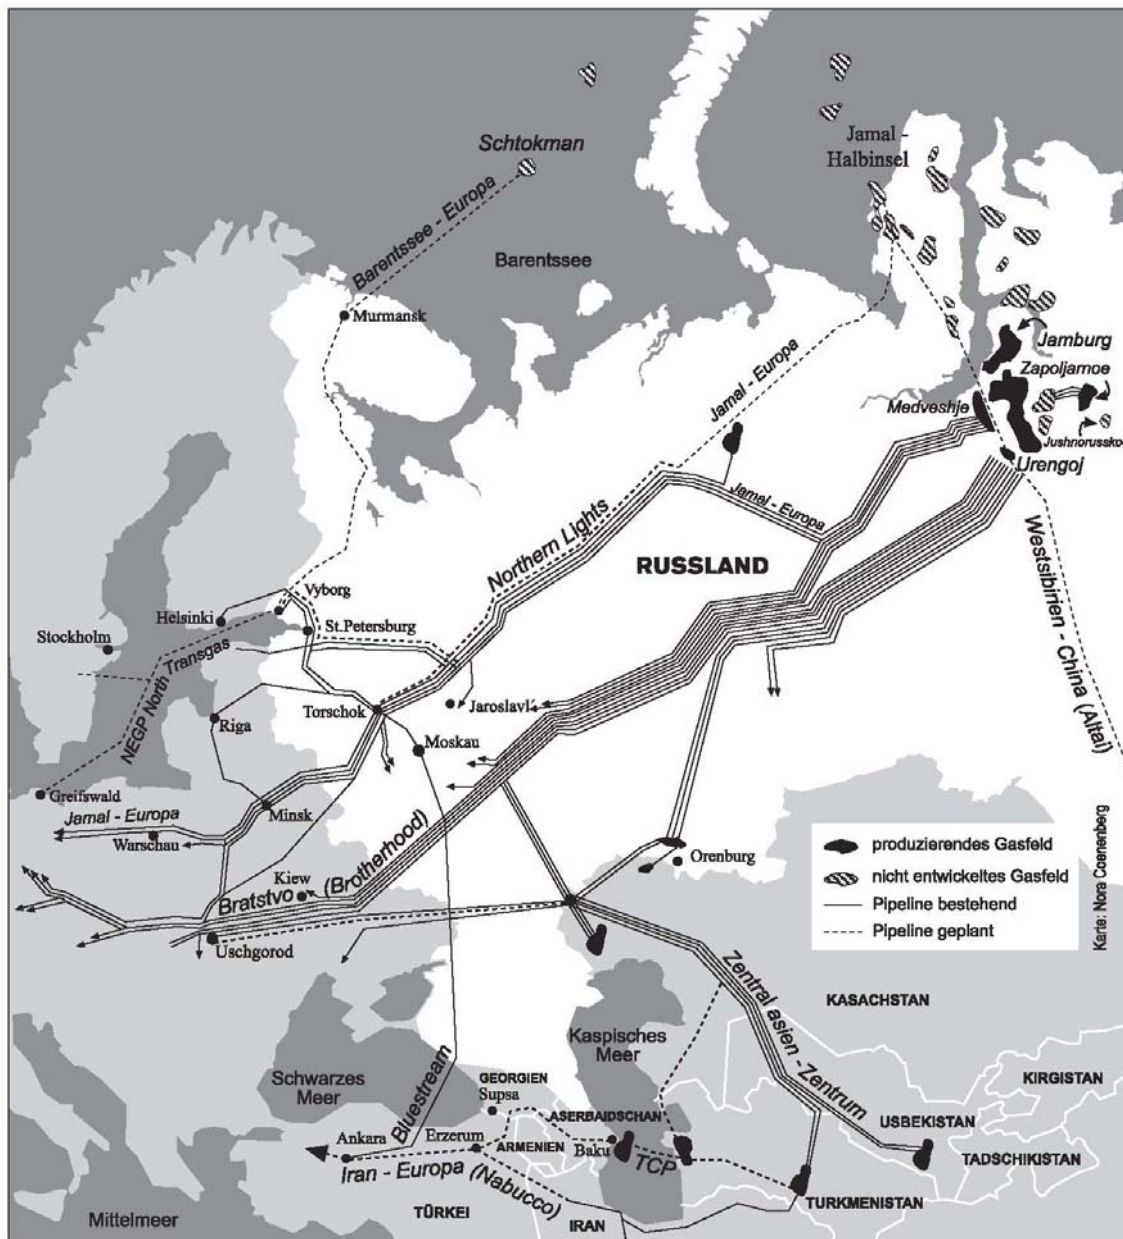 Schtokman
Jamal -
Halbinsel
Barentssee - Europa
Barentssee
Murmansk
Jamburg
Zapoljarnoe
Jamal - Europa
Medveshje
Jushnorussko
Urengoj
Jamal - Europa
Northern Lights
RUSSLAND
Westsibirien - China (Altai)
Vyborg
Helsinki
St.Petersburg
Stockholm
NEGP North Transgas
Riga
Torschok
Jaroslavl'
Moskau
Greifswald
Jamal - Europa
Minsk
Warschau
Kiew
Bratstvo (Brotherhood)
Orenburg
Uschgorod
produzierendes Gasfeld
nicht entwickeltes Gasfeld
Pipeline bestehend
Pipeline geplant
Karte: Nora Coenenberg
Zentral asien - Zentrum
KASACHSTAN
Kaspisches
Meer
Schwarzes
Meer
Bluestream
GEORGIEN
Supsa
ASERBAIDSCHAN
KIRGISTAN
USBEKISTAN
Ankara
Erzerum
ARMENIEN
Baku
TCP
TADSCHIKISTAN
Iran - Europa (Nabucco)
TURKMENISTAN
TÜRKEI
IRAN
Mittelmeer